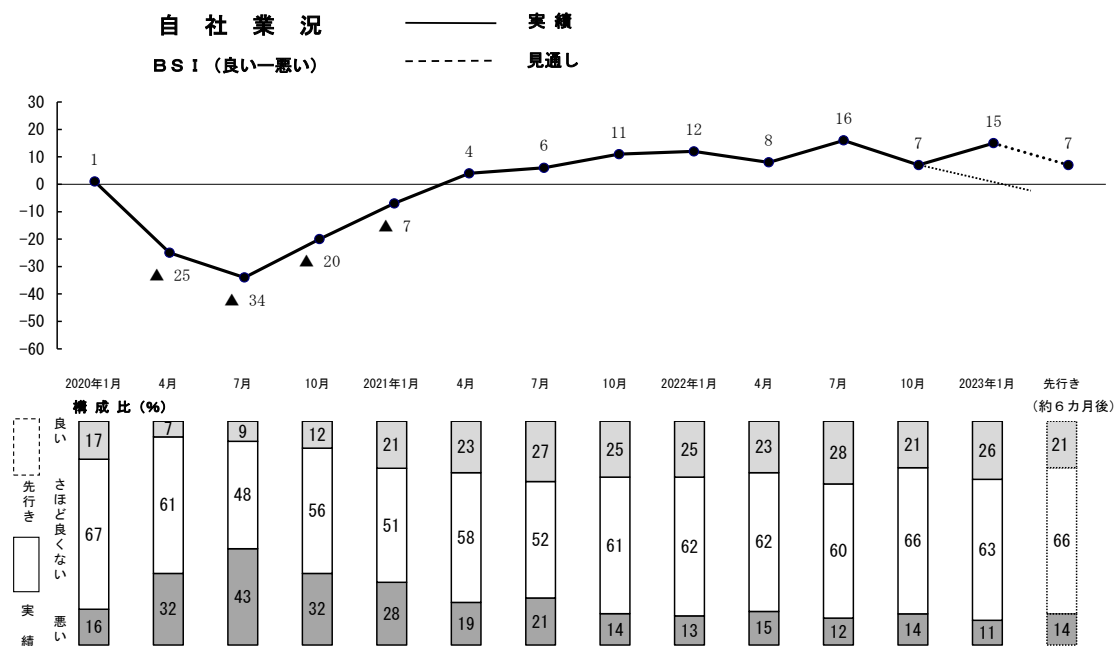 自 社 業 況
実 績
ＢＳＩ（良い―悪い）
見通し
30
20
10
0
-10
-20
-30
-40
-50
-60
1
▲ 25
▲ 34
▲ 20
▲ 7
4
6
11
12
8
16
7
15
7
2020年1月 4月 7月 10月 2021年1月 4月 7月 10月 2022年1月 4月 7月 10月 2023年1月 先行き
(約６カ月後)
構 成 比 (％)
先行き
実 績
良い
さほど良くない
悪い
17 7 9 12 21 23 27 25 25 23 28 21 26 21
67 61 48 56 51 58 52 61 62 62 60 66 63 66
16 32 43 32 28 19 21 14 13 15 12 14 11 14